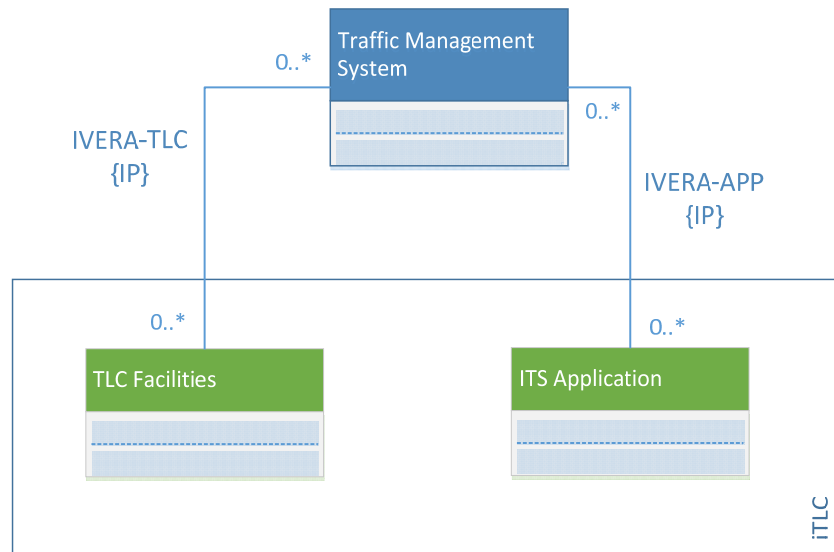 Traffic Management
System
0..*
0..*
IVERA-TLC
{IP}
IVERA-APP
{IP}
0..*
0..*
TLC Facilities
ITS Application
iTLC